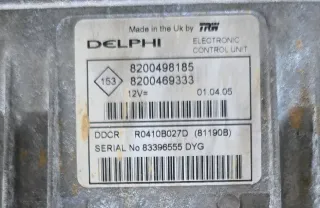 Made in the Uk by TRW
DELPHI ELECTRONIC CONTROL UNIT
153
8200498185
8200469333
12V= 01.04.05
DDCR R0410B027D (81190B)
SERIAL No 83396555 DYG